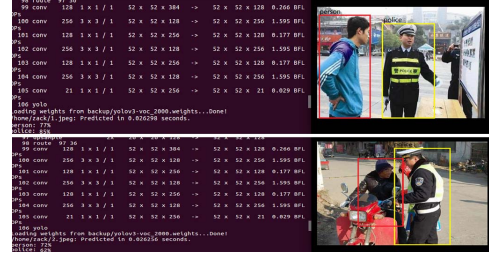 98 route 97 36
99 conv 128 1 x 1 / 1 52 x 52 x 384 -> 52 x 52 x 128 0.266 BFL
OPs
100 conv 256 3 x 3 / 1 52 x 52 x 128 -> 52 x 52 x 256 1.595 BFL
OPs
101 conv 128 1 x 1 / 1 52 x 52 x 256 -> 52 x 52 x 128 0.177 BFL
OPs
102 conv 256 3 x 3 / 1 52 x 52 x 128 -> 52 x 52 x 256 1.595 BFL
OPs
103 conv 128 1 x 1 / 1 52 x 52 x 256 -> 52 x 52 x 128 0.177 BFL
OPs
104 conv 256 3 x 3 / 1 52 x 52 x 128 -> 52 x 52 x 256 1.595 BFL
OPs
105 conv 21 1 x 1 / 1 52 x 52 x 256 -> 52 x 52 x 21 0.029 BFL
OPs
106 yolo
Loading weights from backup/yolov3-voc_2000.weights...Done!
/home/zack/1.jpeg: Predicted in 0.026298 seconds.
person: 77%
police: 85%
person
police
97 upsample 2x 26 x 26 x 128 -> 52 x 52 x 128
98 route 97 36
99 conv 128 1 x 1 / 1 52 x 52 x 384 -> 52 x 52 x 128 0.266 BFL
OPs
100 conv 256 3 x 3 / 1 52 x 52 x 128 -> 52 x 52 x 256 1.595 BFL
OPs
101 conv 128 1 x 1 / 1 52 x 52 x 256 -> 52 x 52 x 128 0.177 BFL
OPs
102 conv 256 3 x 3 / 1 52 x 52 x 128 -> 52 x 52 x 256 1.595 BFL
OPs
103 conv 128 1 x 1 / 1 52 x 52 x 256 -> 52 x 52 x 128 0.177 BFL
OPs
104 conv 256 3 x 3 / 1 52 x 52 x 128 -> 52 x 52 x 256 1.595 BFL
OPs
105 conv 21 1 x 1 / 1 52 x 52 x 256 -> 52 x 52 x 21 0.029 BFL
OPs
106 yolo
Loading weights from backup/yolov3-voc_2000.weights...Done!
/home/zack/2.jpeg: Predicted in 0.026256 seconds.
person: 72%
police: 62%